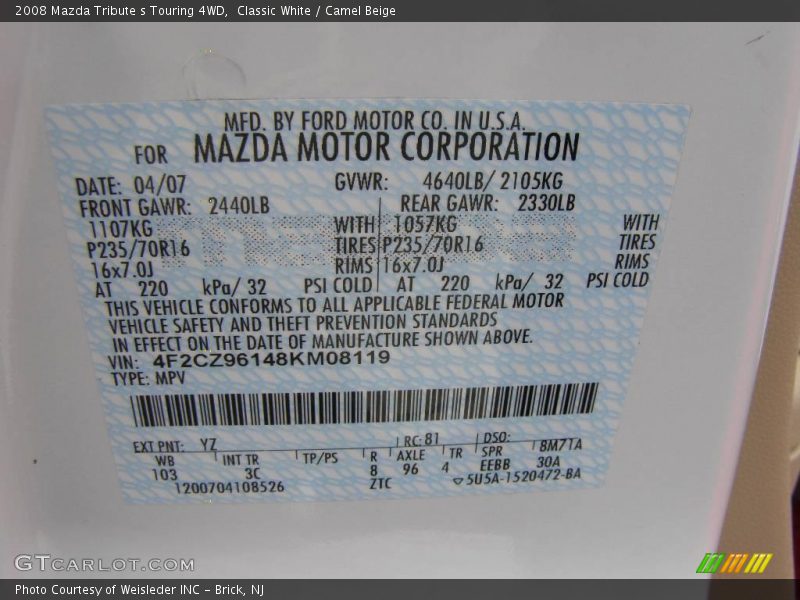 2008 Mazda Tribute s Touring 4WD,  Classic White / Camel Beige
MFD. BY FORD MOTOR CO. IN U.S.A.
FOR MAZDA MOTOR CORPORATION
DATE: 04/07 GVWR: 4640LB/ 2105KG
FRONT GAWR: 2440LB REAR GAWR: 2330LB
1107KG WITH 1057KG WITH
P235/70R16 TIRES P235/70R16 TIRES
16x7.0J RIMS 16x7.0J RIMS
AT 220 kPa/ 32 PSI COLD AT 220 kPa/ 32 PSI COLD
THIS VEHICLE CONFORMS TO ALL APPLICABLE FEDERAL MOTOR
VEHICLE SAFETY AND THEFT PREVENTION STANDARDS
IN EFFECT ON THE DATE OF MANUFACTURE SHOWN ABOVE.
VIN: 4F2CZ96148KM08119
TYPE: MPV
EXT PNT: YZ RC: 81 DSO:
WB INT TR TP/PS R AXLE TR SPR 8M7TA
103 3C 8 96 4 EEBB 30A
1200704108526 ZTC 5U5A-1520472-BA
GTCARLOT.COM
Photo Courtesy of Weisleder INC – Brick, NJ